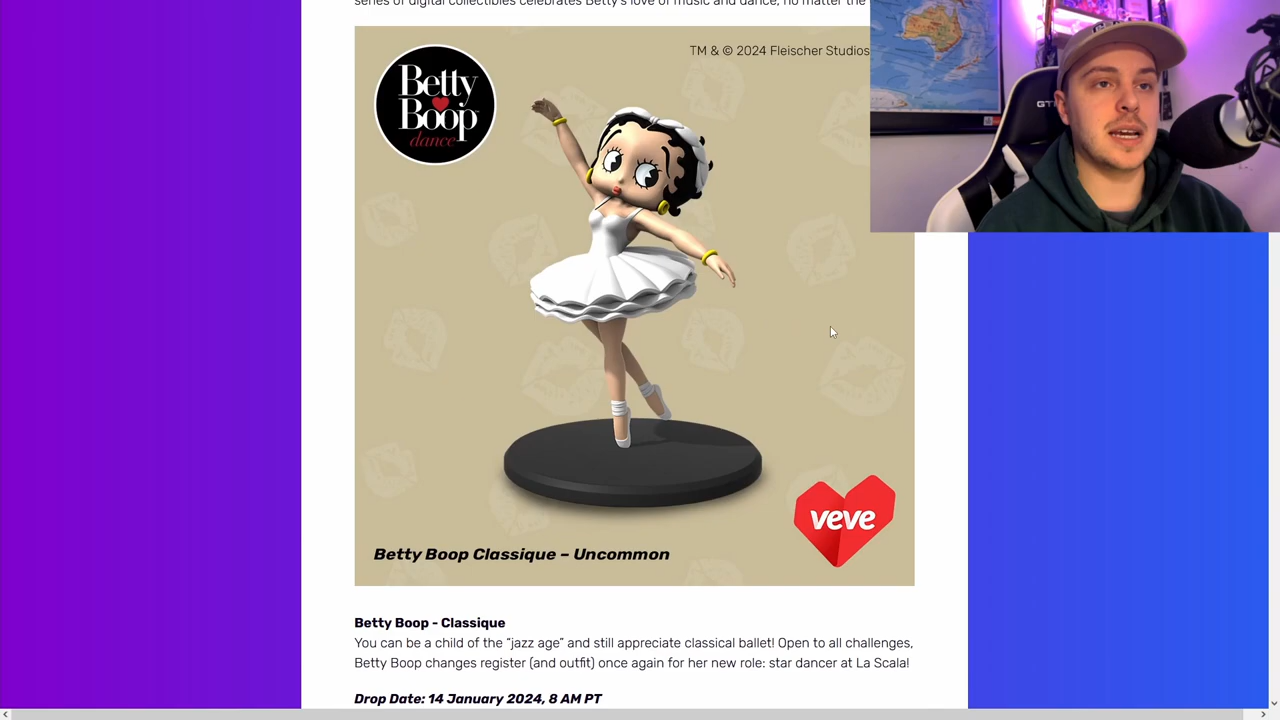 series of digital collectibles celebrates Betty's love of music and dance, no matter the
TM & © 2024 Fleischer Studios
Betty
Boop
dance
veve
Betty Boop Classique – Uncommon
Betty Boop - Classique
You can be a child of the “jazz age” and still appreciate classical ballet! Open to all challenges,
Betty Boop changes register (and outfit) once again for her new role: star dancer at La Scala!
Drop Date: 14 January 2024, 8 AM PT